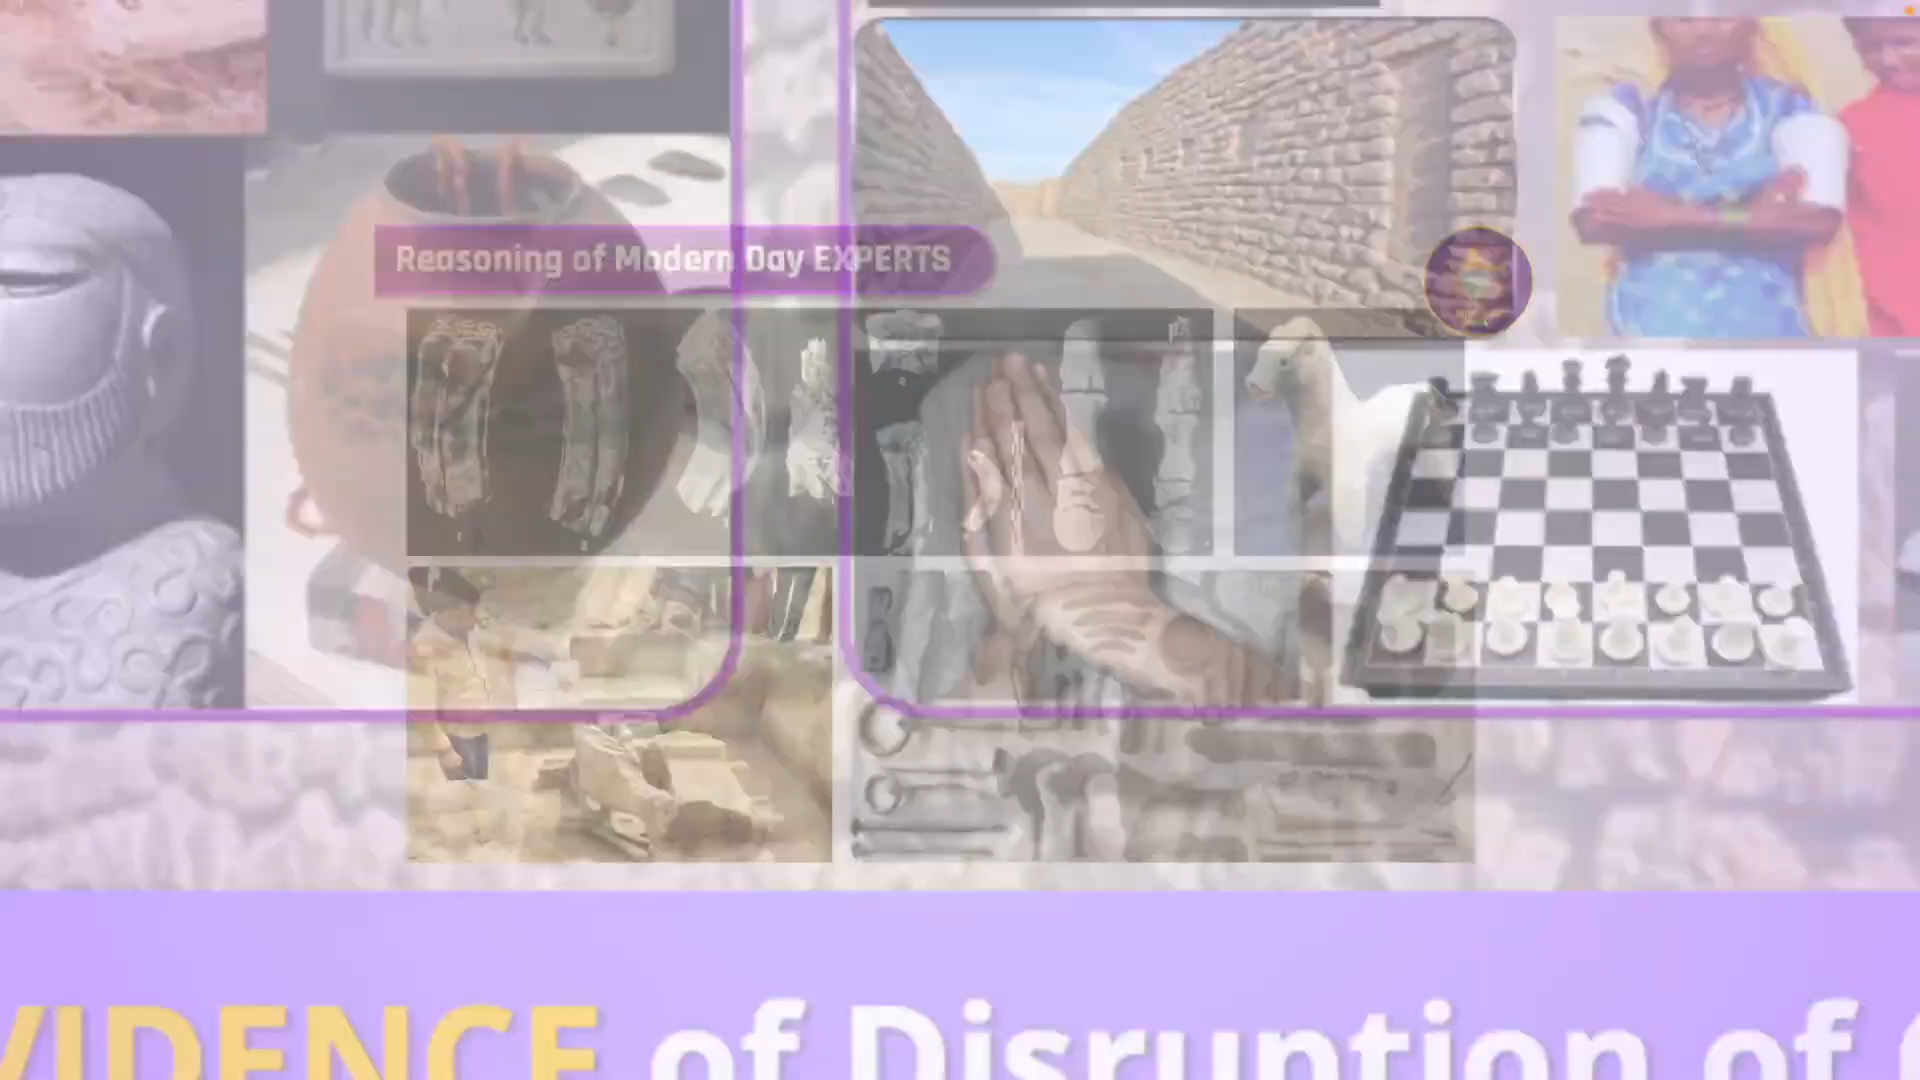 Reasoning of Modern Day EXPERTS
VIDENCE of Disruption of